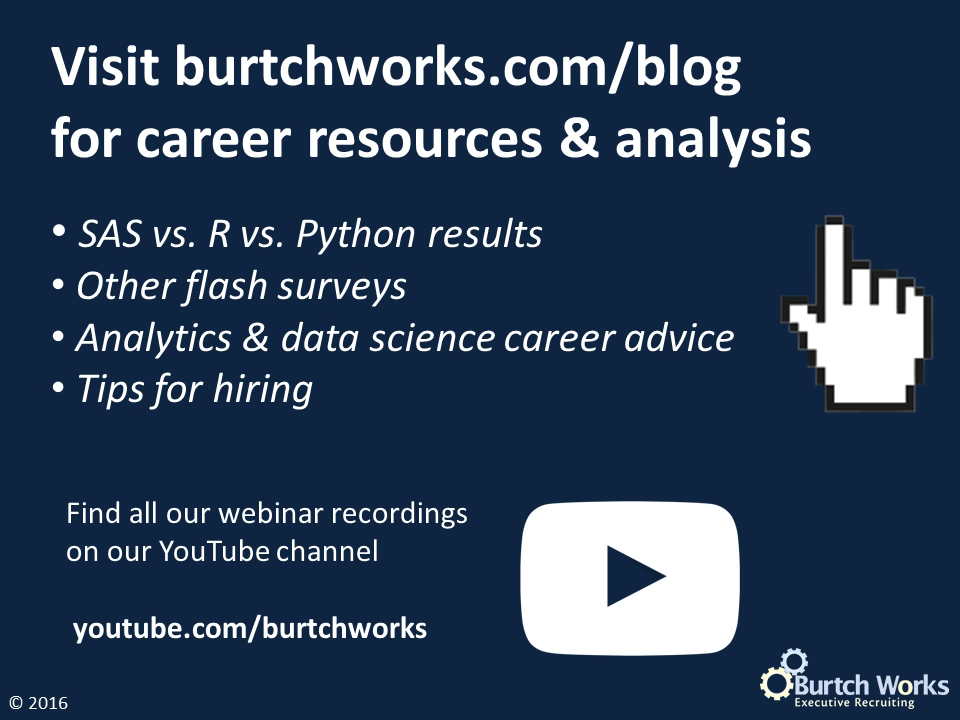 Visit burtchworks.com/blog
for career resources & analysis
• SAS vs. R vs. Python results
• Other flash surveys
• Analytics & data science career advice
• Tips for hiring
Find all our webinar recordings
on our YouTube channel
youtube.com/burtchworks
Burtch Works
Executive Recruiting
© 2016